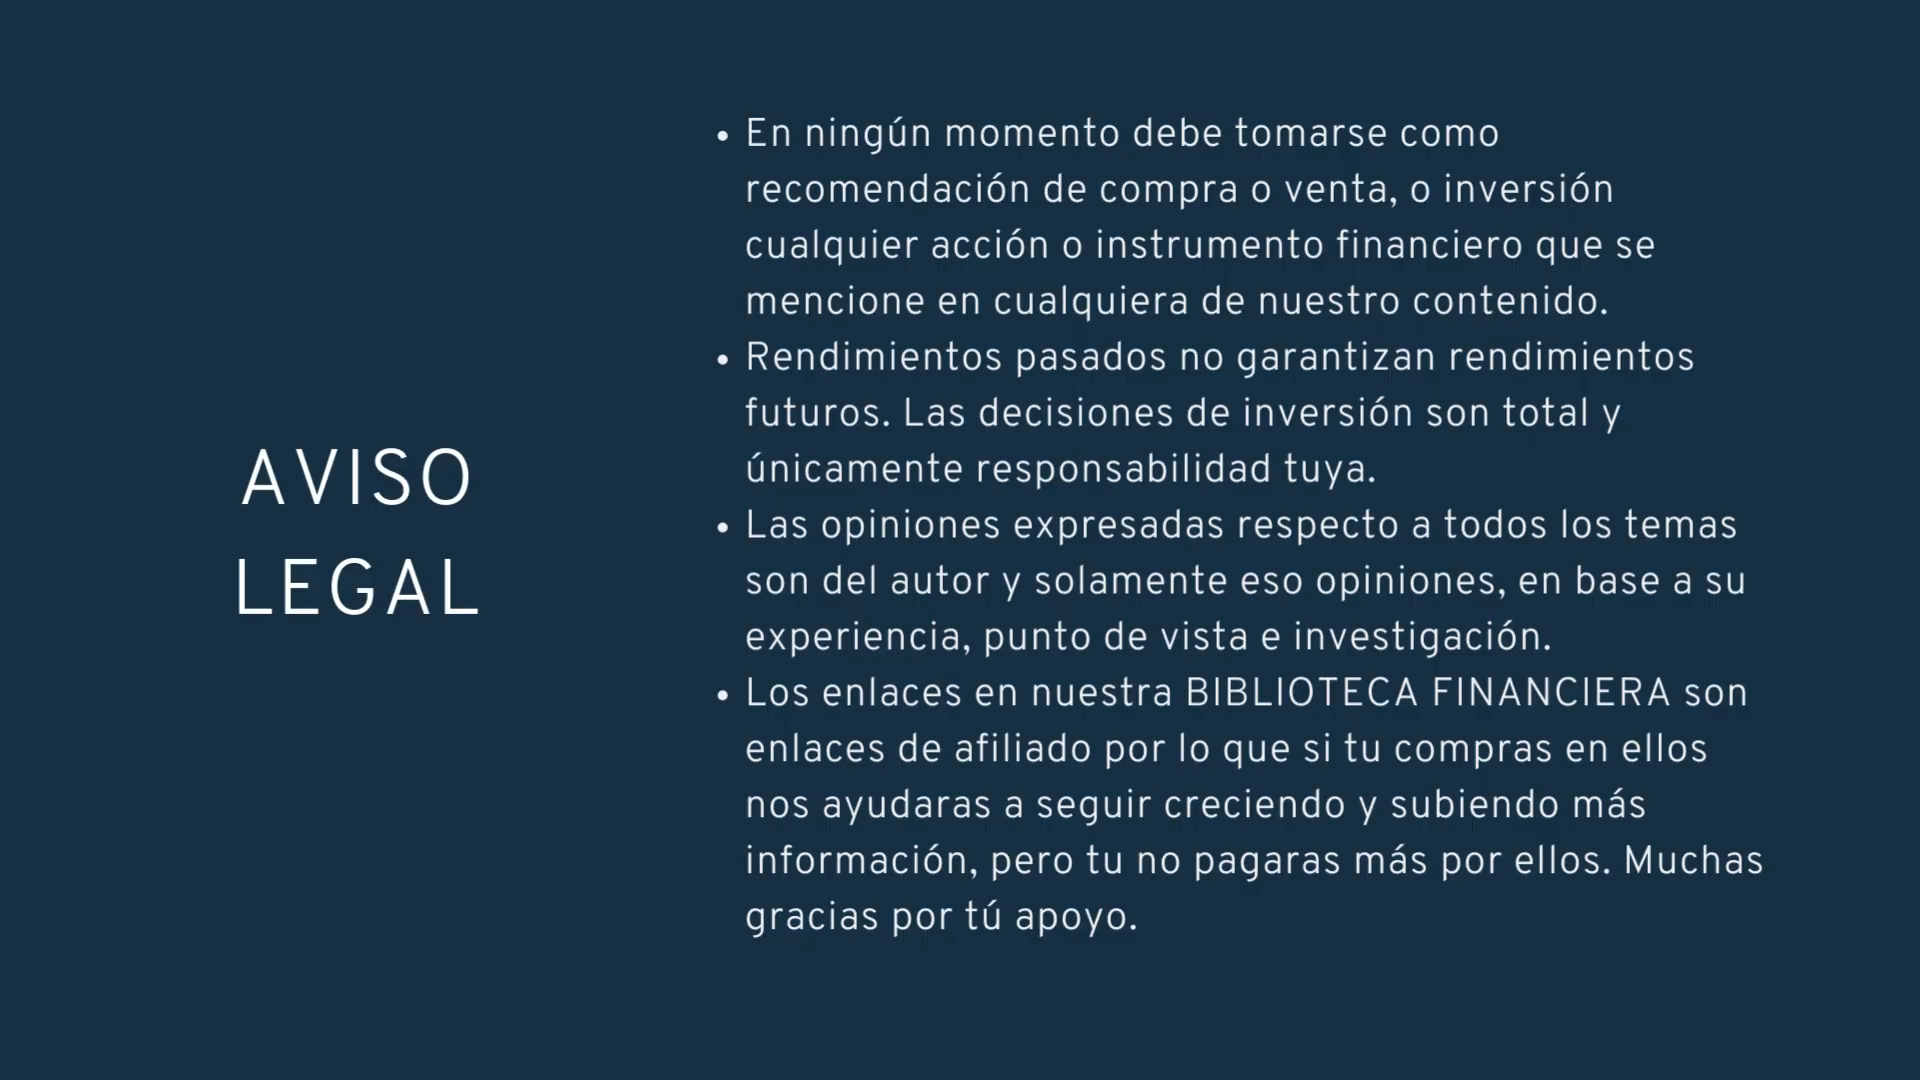 AVISO
LEGAL
• En ningún momento debe tomarse como
recomendación de compra o venta, o inversión
cualquier acción o instrumento financiero que se
mencione en cualquiera de nuestro contenido.
• Rendimientos pasados no garantizan rendimientos
futuros. Las decisiones de inversión son total y
únicamente responsabilidad tuya.
• Las opiniones expresadas respecto a todos los temas
son del autor y solamente eso opiniones, en base a su
experiencia, punto de vista e investigación.
• Los enlaces en nuestra BIBLIOTECA FINANCIERA son
enlaces de afiliado por lo que si tu compras en ellos
nos ayudaras a seguir creciendo y subiendo más
información, pero tu no pagaras más por ellos. Muchas
gracias por tú apoyo.